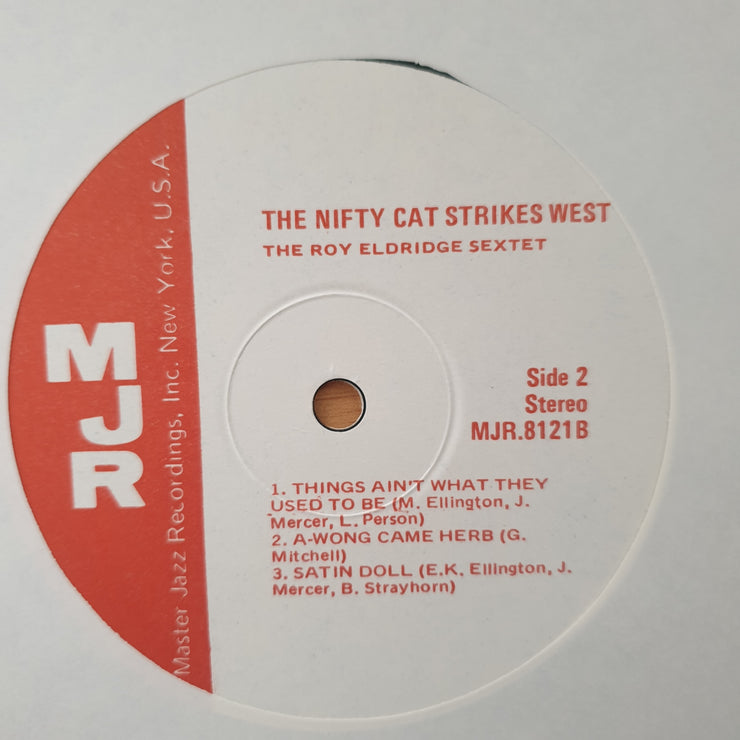 MJR
Master Jazz Recordings, Inc. New York, U.S.A.
THE NIFTY CAT STRIKES WEST
THE ROY ELDRIDGE SEXTET
Side 2
Stereo
MJR.8121B
1. THINGS AIN'T WHAT THEY
USED TO BE (M. Ellington, J.
Mercer, L. Person)
2. A-WONG CAME HERB (G.
Mitchell)
3. SATIN DOLL (E.K. Ellington, J.
Mercer, B. Strayhorn)